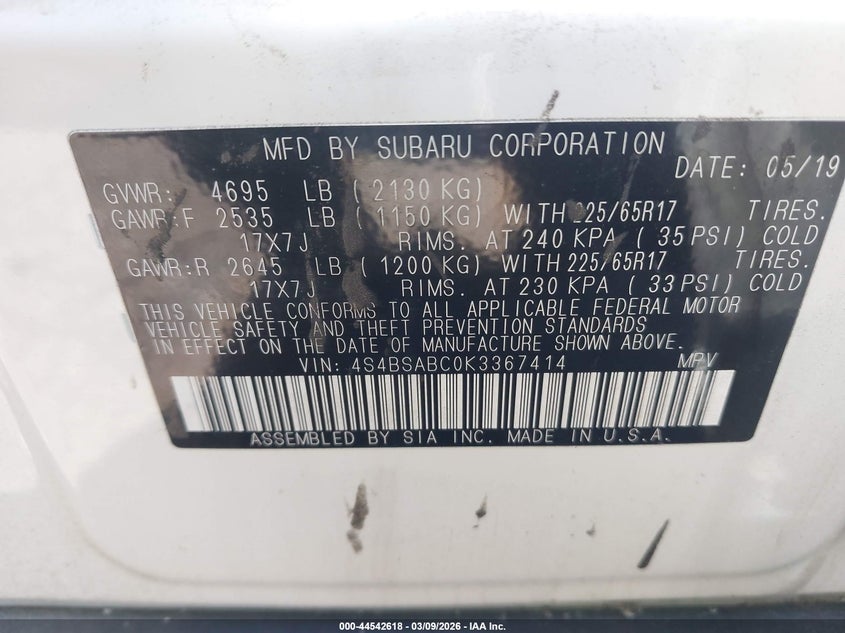 MFD BY SUBARU CORPORATION
DATE: 05/19
GVWR: 4695 LB ( 2130 KG)
GAWR:F 2535 LB ( 1150 KG) WITH 225/65R17 TIRES.
17X7J RIMS. AT 240 KPA ( 35 PSI) COLD
GAWR:R 2645 LB ( 1200 KG) WITH 225/65R17 TIRES.
17X7J RIMS. AT 230 KPA ( 33 PSI) COLD
THIS VEHICLE CONFORMS TO ALL APPLICABLE FEDERAL MOTOR
VEHICLE SAFETY AND THEFT PREVENTION STANDARDS
IN EFFECT ON THE DATE OF MANUFACTURE SHOWN ABOVE.
VIN: 4S4BSABC0K3367414 MPV
ASSEMBLED BY SIA INC. MADE IN U.S.A.
000-44542618 - 03/09/2026 - IAA Inc.